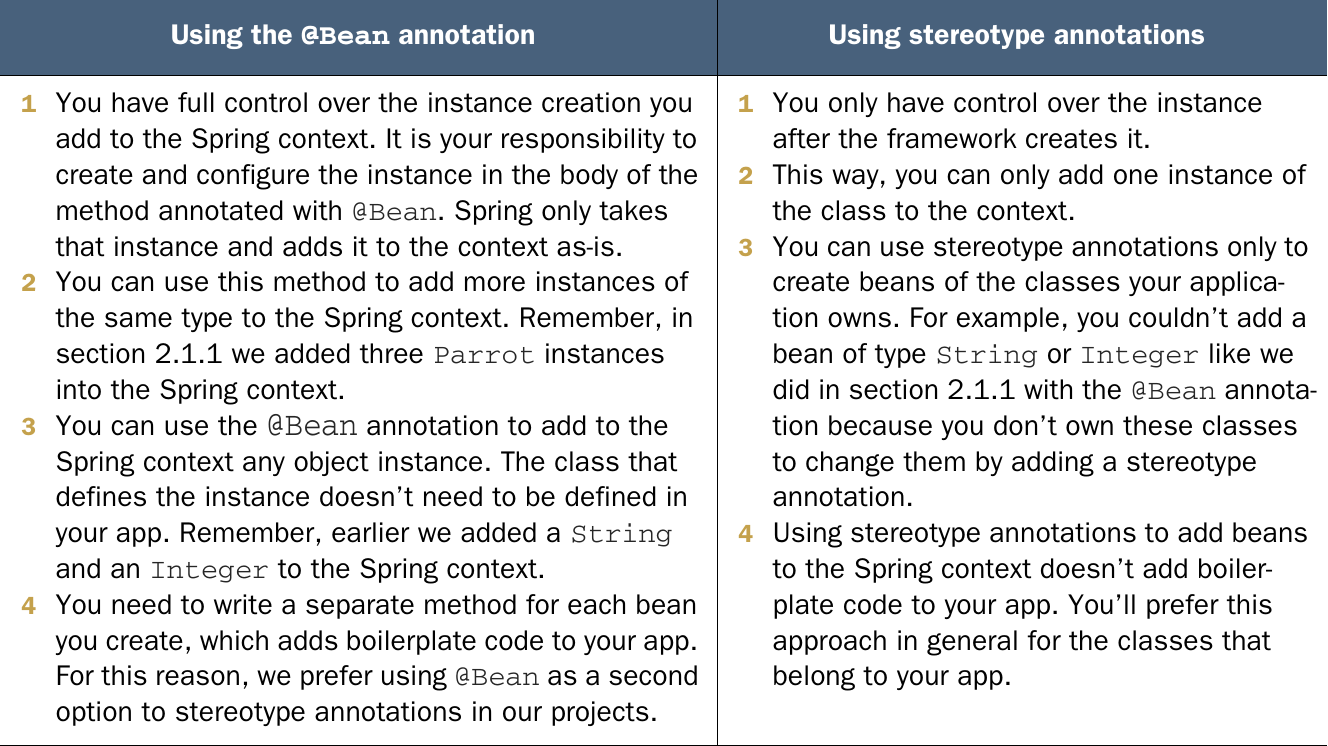 Using the @Bean annotation
1 You have full control over the instance creation you
add to the Spring context. It is your responsibility to
create and configure the instance in the body of the
method annotated with @Bean. Spring only takes
that instance and adds it to the context as-is.
2 You can use this method to add more instances of
the same type to the Spring context. Remember, in
section 2.1.1 we added three Parrot instances
into the Spring context.
3 You can use the @Bean annotation to add to the
Spring context any object instance. The class that
defines the instance doesn't need to be defined in
your app. Remember, earlier we added a String
and an Integer to the Spring context.
4 You need to write a separate method for each bean
you create, which adds boilerplate code to your app.
For this reason, we prefer using @Bean as a second
option to stereotype annotations in our projects.
Using stereotype annotations
1 You only have control over the instance
after the framework creates it.
2 This way, you can only add one instance of
the class to the context.
3 You can use stereotype annotations only to
create beans of the classes your applica-
tion owns. For example, you couldn't add a
bean of type String or Integer like we
did in section 2.1.1 with the @Bean annota-
tion because you don't own these classes
to change them by adding a stereotype
annotation.
4 Using stereotype annotations to add beans
to the Spring context doesn't add boiler-
plate code to your app. You'll prefer this
approach in general for the classes that
belong to your app.